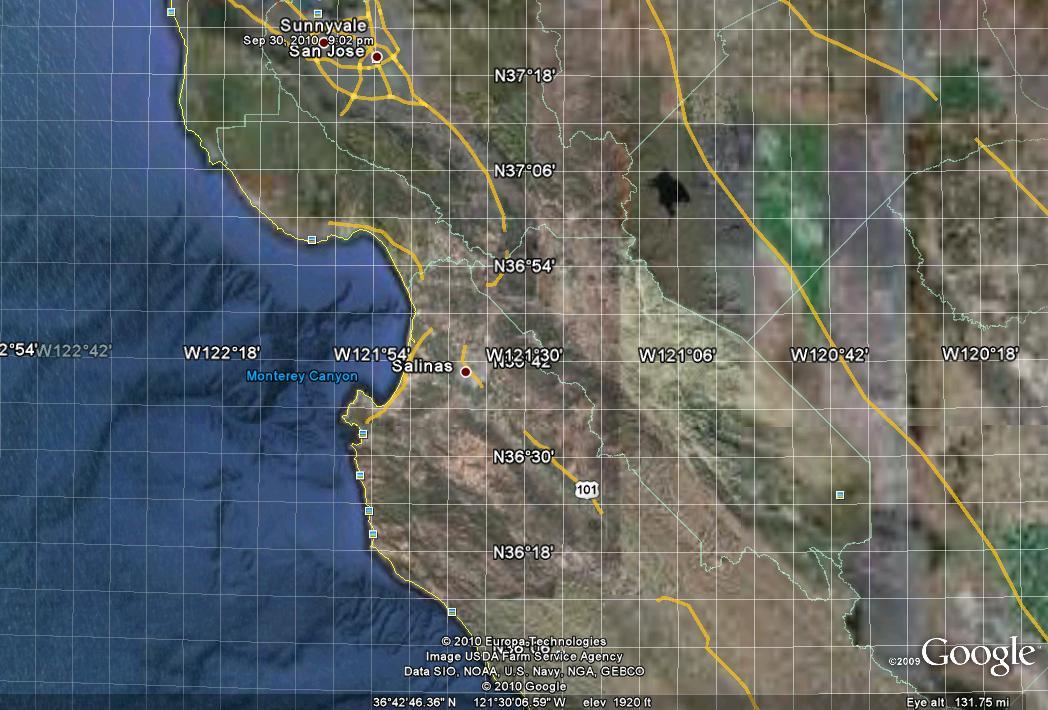 Sunnyvale
Sep 30, 2010 9:02 pm
San Jose
N37°18'
N37°06'
N36°54'
2°54'
W122°42'
W122°18'
W121°54'
W121°30'
W121°06'
W120°42'
W120°18'
N36°42'
Salinas
Monterey Canyon
N36°30'
101
N36°18'
© 2010 Europa Technologies
Image USDA Farm Service Agency
Data SIO, NOAA, U.S. Navy, NGA, GEBCO
© 2010 Google
©2009 Google
36°42'46.36" N 121°30'06.59" W elev 1920 ft
Eye alt 131.75 mi